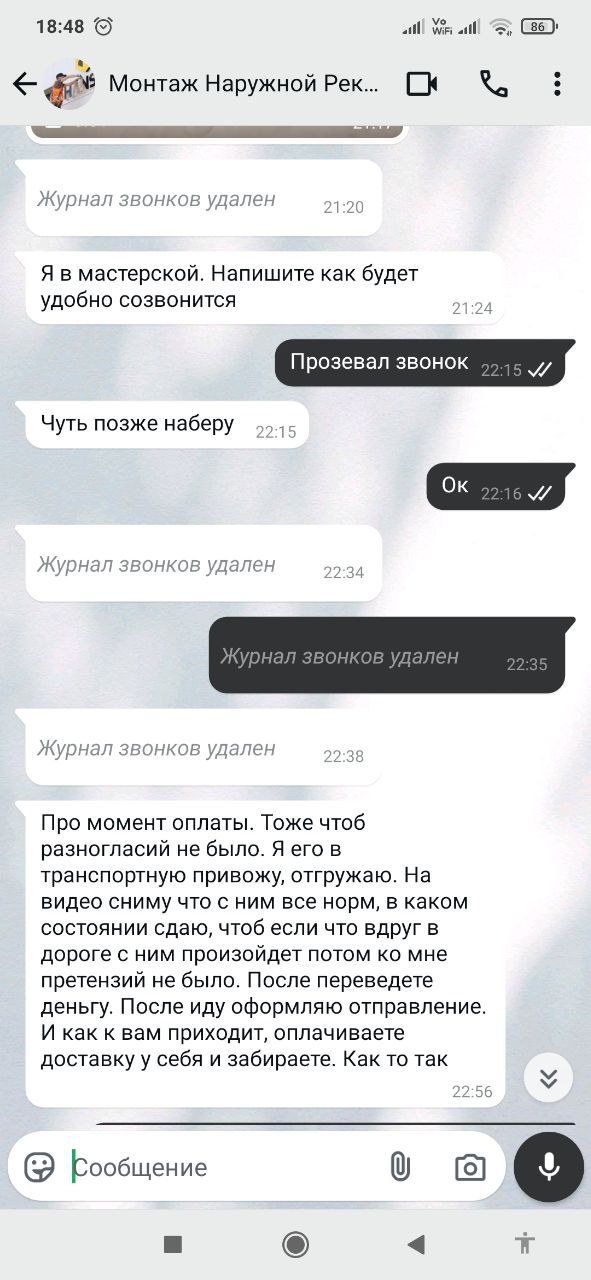 18:48
Vo
WiFi
86
Монтаж Наружной Рек...
21:17
Журнал звонков удален
21:20
Я в мастерской. Напишите как будет
удобно созвонится
21:24
Прозевал звонок 22:15
Чуть позже наберу 22:15
Ок 22:16
Журнал звонков удален
22:34
Журнал звонков удален
22:35
Журнал звонков удален
22:38
Про момент оплаты. Тоже чтоб
разногласий не было. Я его в
транспортную привожу, отгружаю. На
видео сниму что с ним все норм, в каком
состоянии сдаю, чтоб если что вдруг в
дороге с ним произойдет потом ко мне
претензий не было. После переведете
деньгу. После иду оформляю отправление.
И как к вам приходит, оплачиваете
доставку у себя и забираете. Как то так
22:56
Сообщение